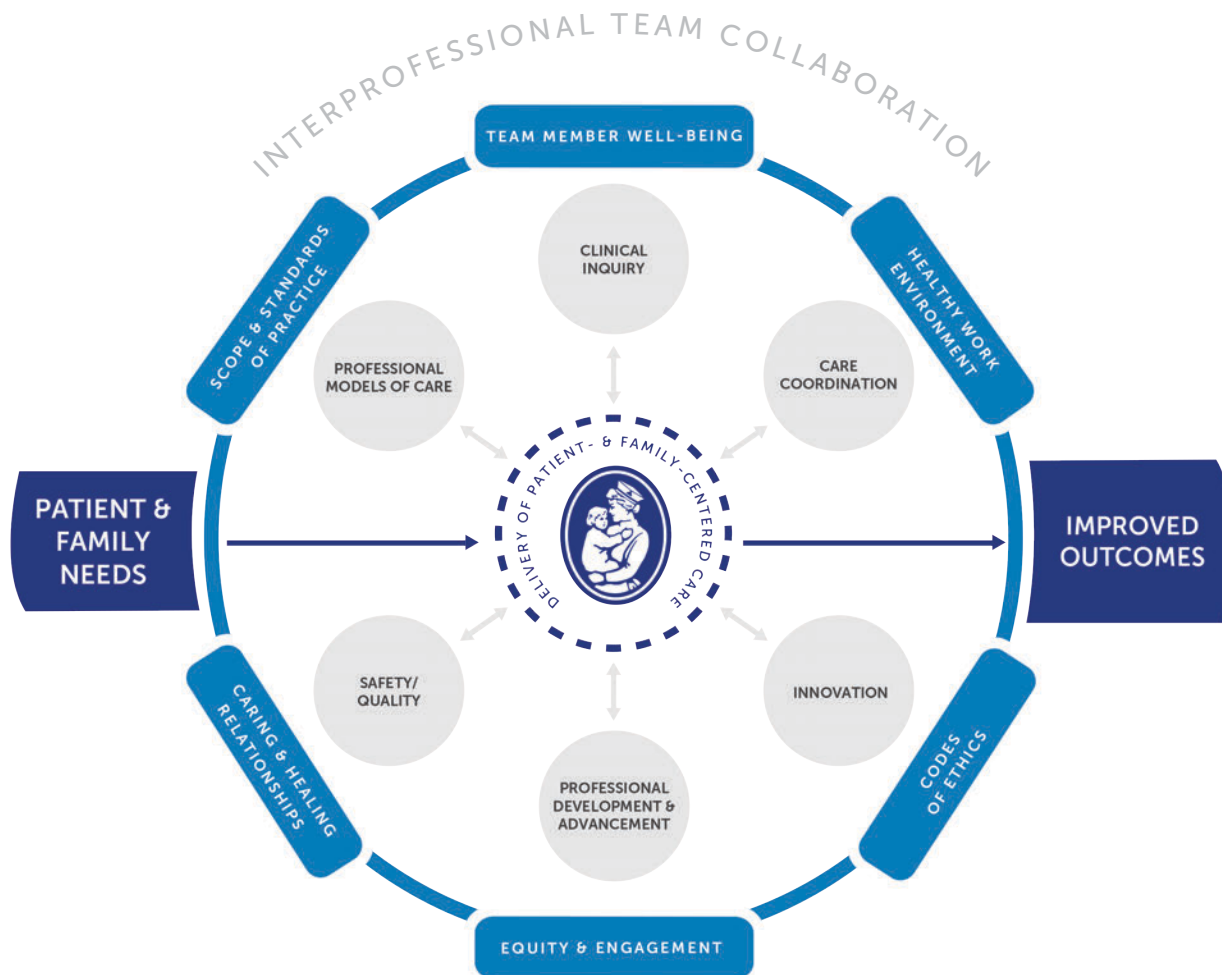 INTERPROFESSIONAL TEAM COLLABORATION
TEAM MEMBER WELL-BEING
SCOPE & STANDARDS
OF PRACTICE
HEALTHY WORK
ENVIRONMENT
CLINICAL
INQUIRY
PROFESSIONAL
MODELS OF CARE
CARE
COORDINATION
PATIENT &
FAMILY
NEEDS
DELIVERY OF PATIENT- & FAMILY-CENTERED CARE
IMPROVED
OUTCOMES
SAFETY/
QUALITY
INNOVATION
PROFESSIONAL
DEVELOPMENT &
ADVANCEMENT
CARING & HEALING
RELATIONSHIPS
CODES
OF ETHICS
EQUITY & ENGAGEMENT